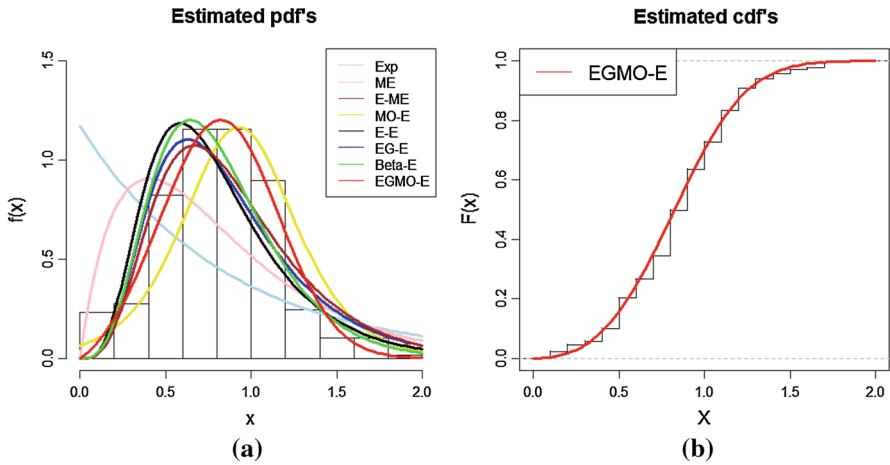 Estimated pdf's
f(x)
1.5
1.0
0.5
0.0
Exp
ME
E-ME
MO-E
E-E
EG-E
Beta-E
EGMO-E
0.0 0.5 1.0 1.5 2.0
x
(a)
Estimated cdf's
F(x)
1.0
0.8
0.6
0.4
0.2
0.0
EGMO-E
0.0 0.5 1.0 1.5 2.0
X
(b)